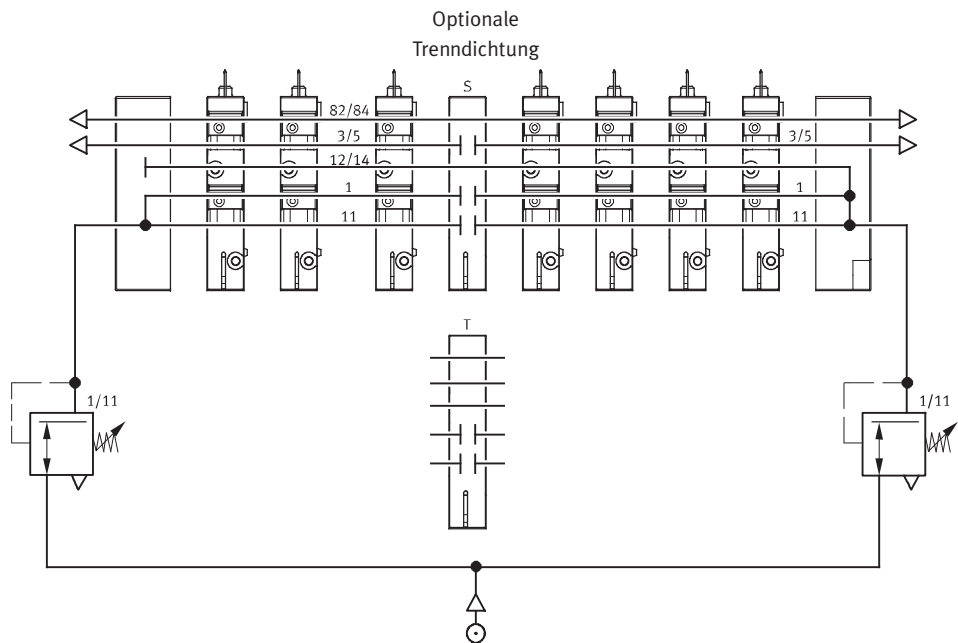 Optionale
Trenndichtung
S
82/84
3/5 3/5
12/14
1 1
11 11
T
1/11 1/11